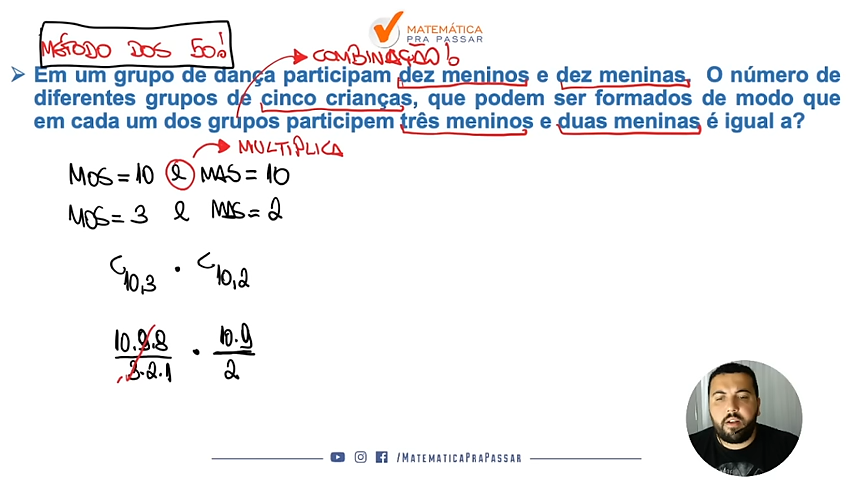 MATEMÁTICA
PRA PASSAR
MÉTODO DOS 50!
COMBINAÇÃO!
➤ Em um grupo de dança participam dez meninos e dez meninas. O número de
diferentes grupos de cinco crianças, que podem ser formados de modo que
em cada um dos grupos participem três meninos e duas meninas é igual a?
MULTIPLICA
MOS = 10 e MAS = 10
MOS = 3 e MAS = 2
C10,3 · C10,2
10.9.8 / 3.2.1 · 10.9 / 2
/MATEMATICAPRAPASSAR